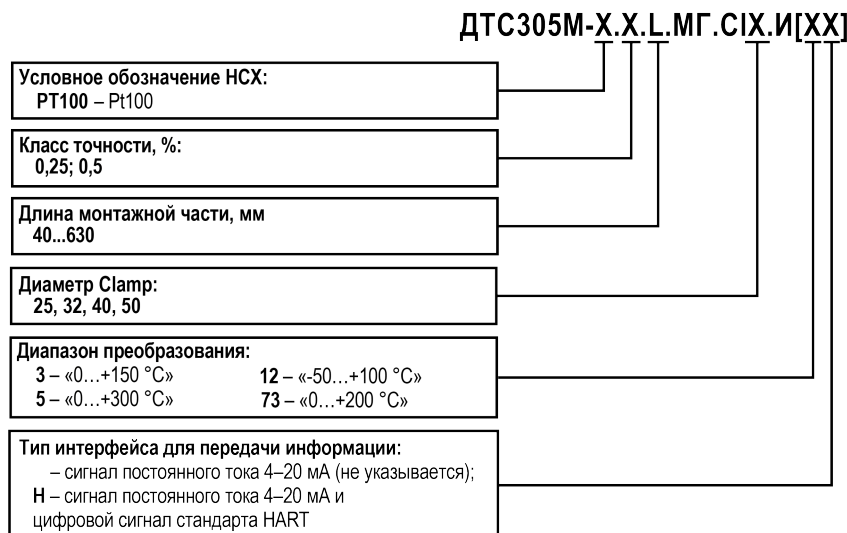 ДТС305М-Х.Х.L.МГ.СIХ.И[ХХ]
Условное обозначение НСХ:
РТ100 – Pt100
Класс точности, %:
0,25; 0,5
Длина монтажной части, мм
40...630
Диаметр Clamp:
25, 32, 40, 50
Диапазон преобразования:
3 – «0…+150 °C» 12 – «-50…+100 °C»
5 – «0…+300 °C» 73 – «0…+200 °C»
Тип интерфейса для передачи информации:
– сигнал постоянного тока 4–20 мА (не указывается);
Н – сигнал постоянного тока 4–20 мА и
цифровой сигнал стандарта HART